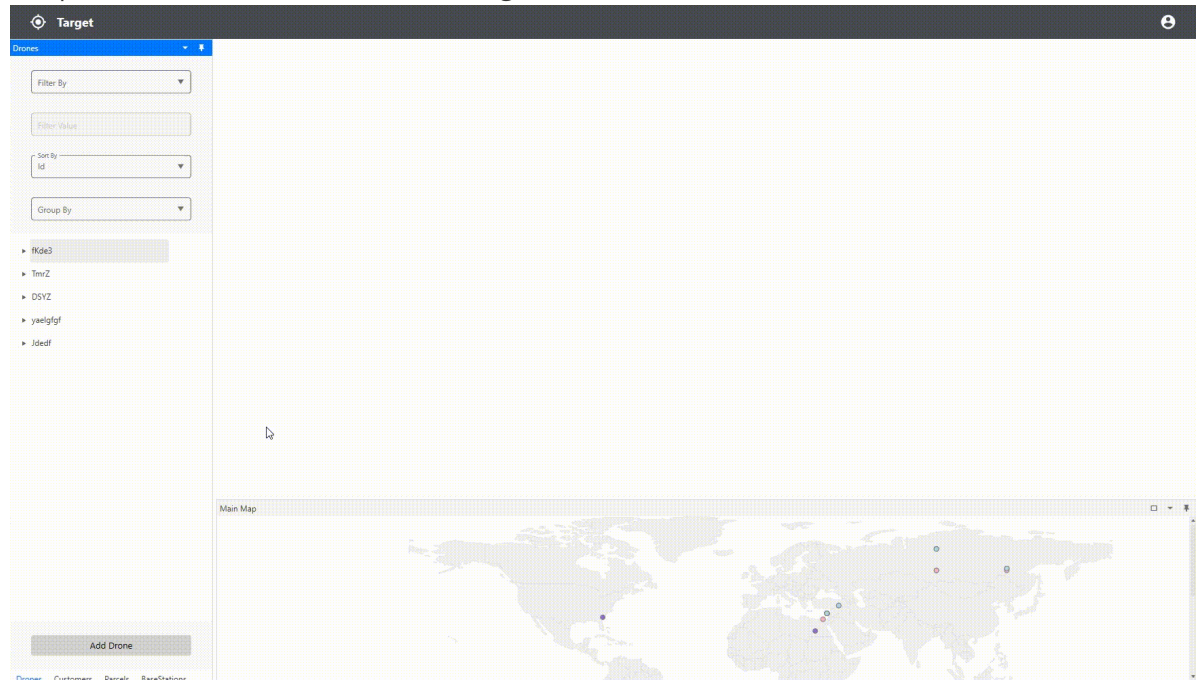 Target
Drones
Filter By
Filter Value
Sort By
Id
Group By
fKde3
TmrZ
DSYZ
yaelgfgf
Jdedf
Main Map
Add Drone
Drones Customers Parcels BaseStations